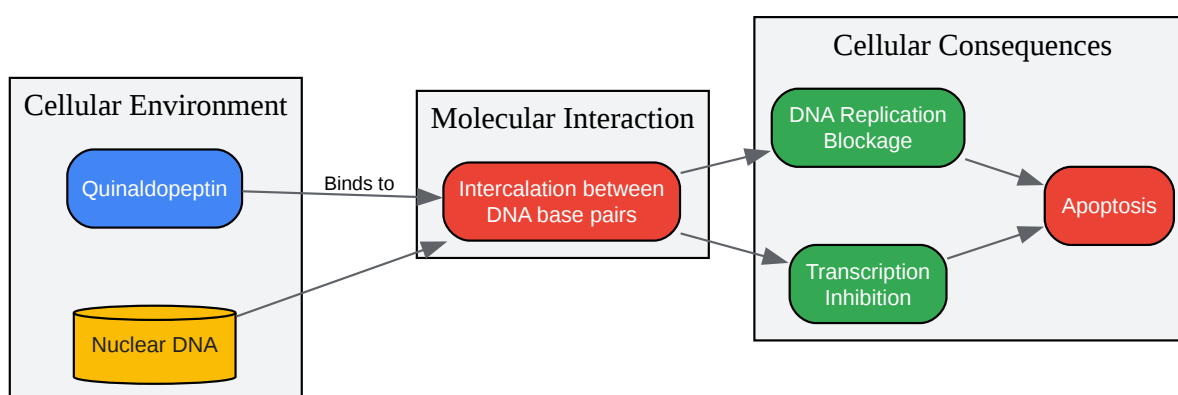 Cellular Environment
Quinaldopeptin
Nuclear DNA
Binds to
Molecular Interaction
Intercalation between
DNA base pairs
Cellular Consequences
DNA Replication
Blockage
Transcription
Inhibition
Apoptosis